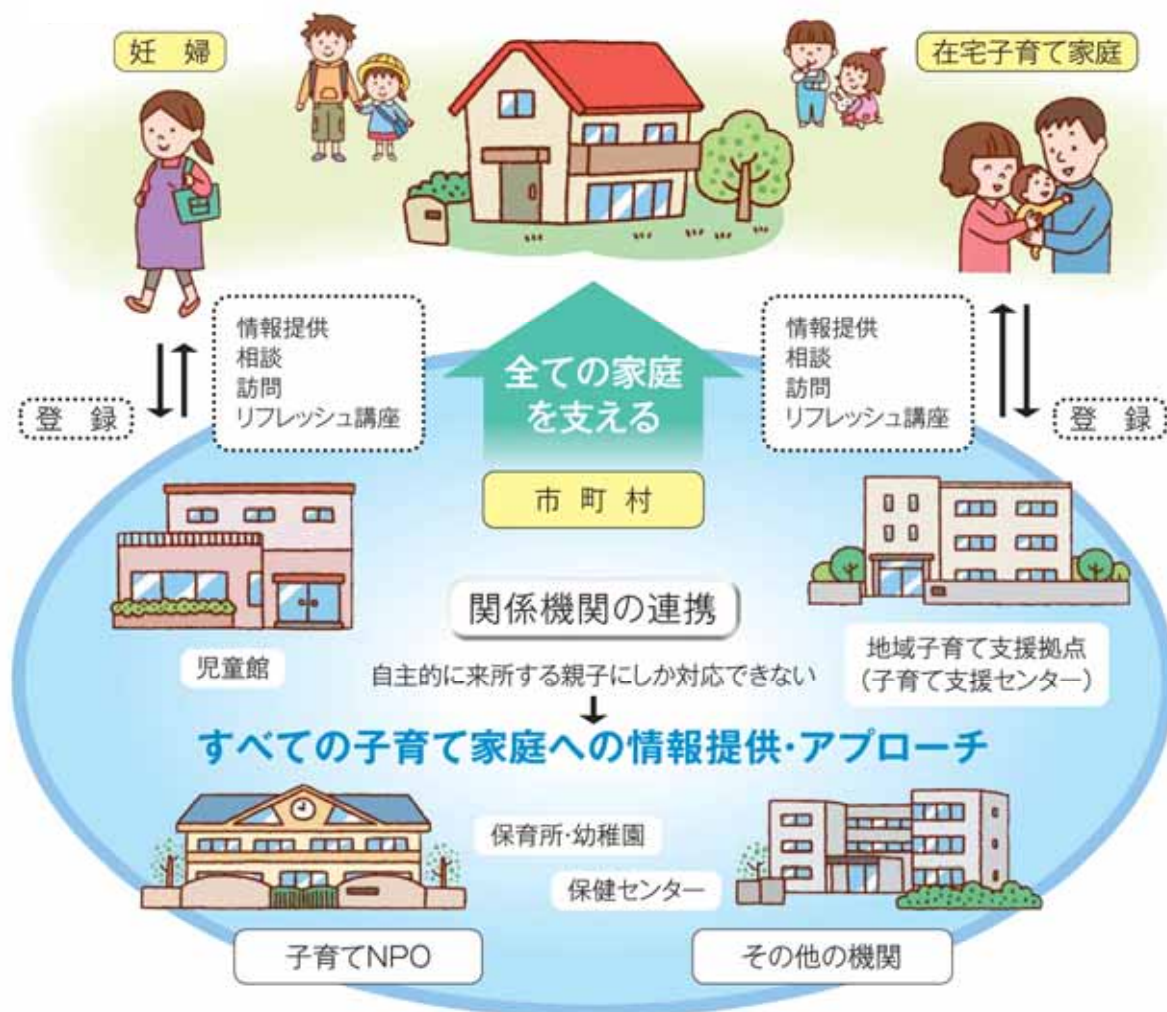 妊婦
在宅子育て家庭
情報提供
相談
訪問
リフレッシュ講座
登録
全ての家庭
を支える
情報提供
相談
訪問
リフレッシュ講座
登録
市町村
関係機関の連携
児童館
地域子育て支援拠点
(子育て支援センター)
自主的に来所する親子にしか対応できない
すべての子育て家庭への情報提供・アプローチ
保育所・幼稚園
保健センター
子育てNPO
その他の機関